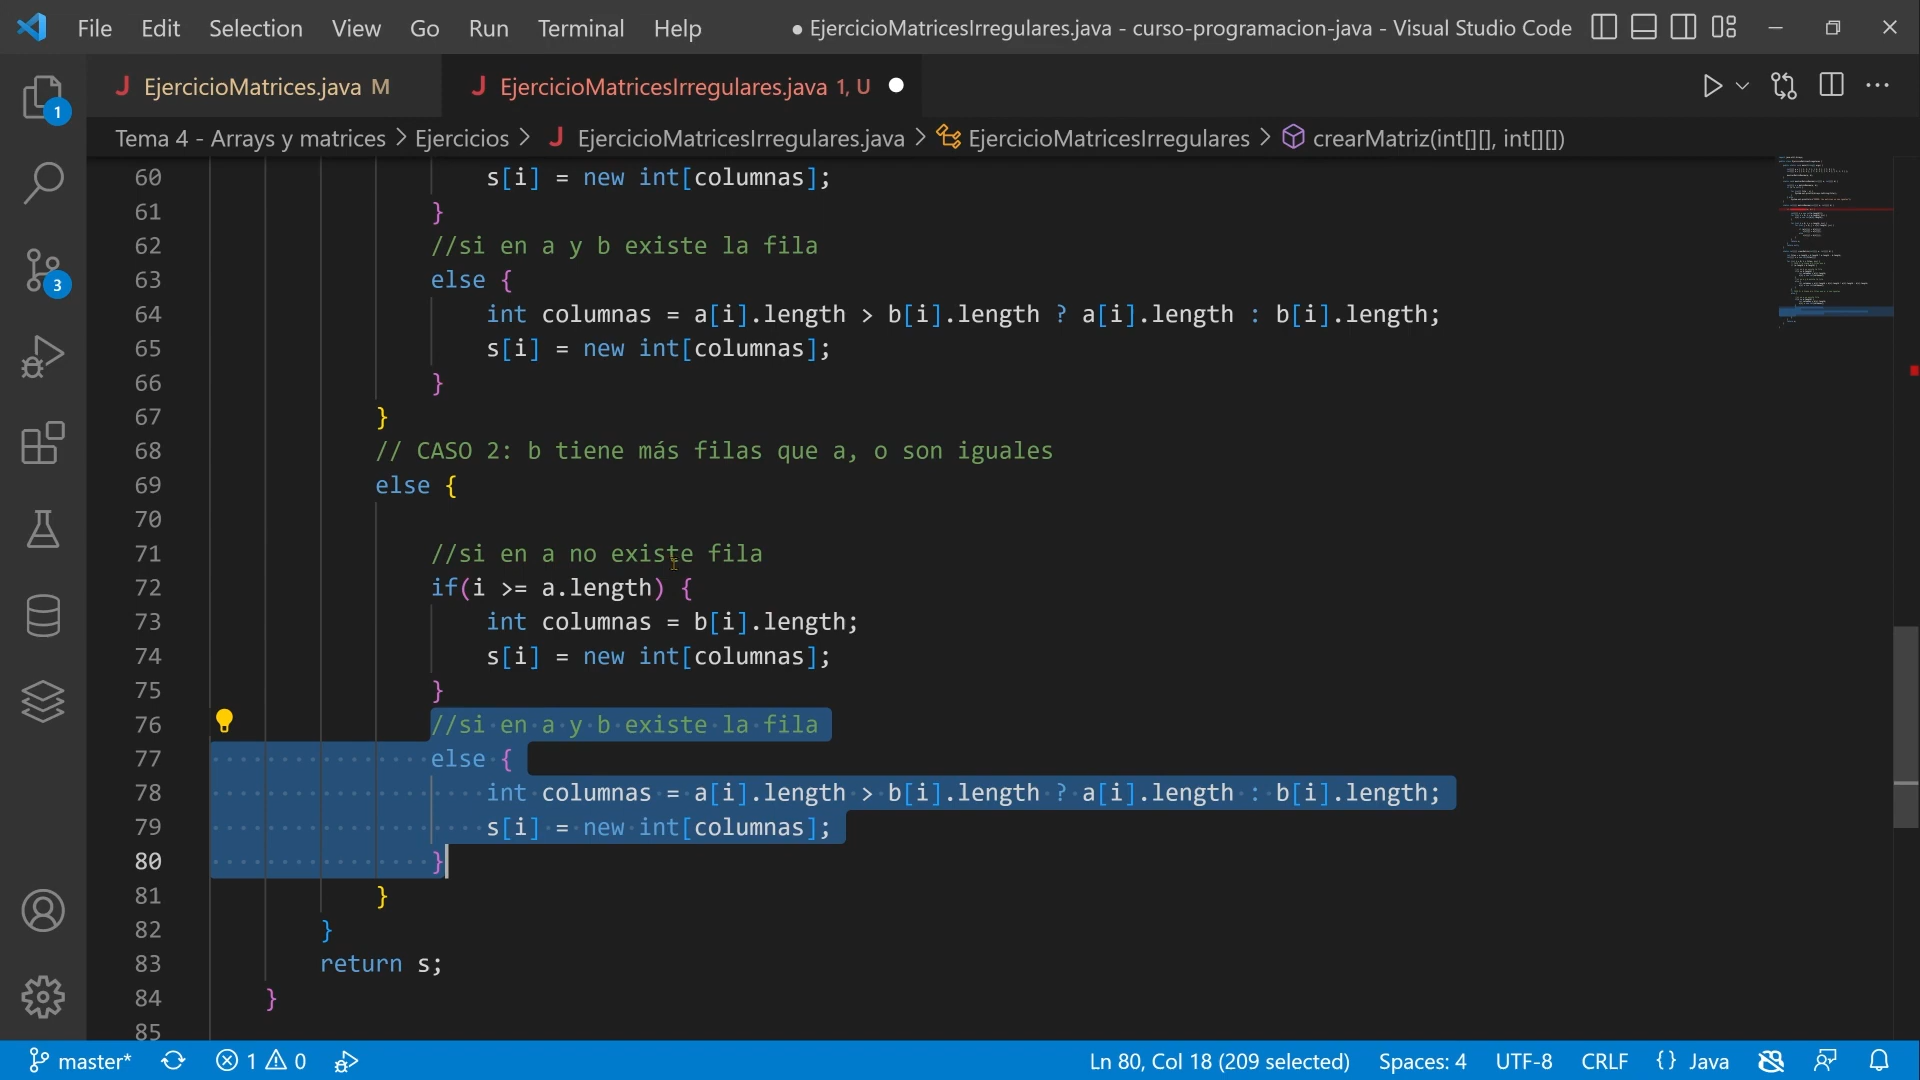 File Edit Selection View Go Run Terminal Help ● EjercicioMatricesIrregulares.java - curso-programacion-java - Visual Studio Code
J EjercicioMatrices.java M J EjercicioMatricesIrregulares.java 1, U
Tema 4 - Arrays y matrices > Ejercicios > J EjercicioMatricesIrregulares.java > EjercicioMatricesIrregulares > crearMatriz(int[][], int[][])
1
3
60 s[i] = new int[columnas];
61 }
62 //si en a y b existe la fila
63 else {
64 int columnas = a[i].length > b[i].length ? a[i].length : b[i].length;
65 s[i] = new int[columnas];
66 }
67 }
68 // CASO 2: b tiene más filas que a, o son iguales
69 else {
70
71 //si en a no existe fila
72 if(i >= a.length) {
73 int columnas = b[i].length;
74 s[i] = new int[columnas];
75 }
76 //si en a y b existe la fila
77 else {
78 int columnas = a[i].length > b[i].length ? a[i].length : b[i].length;
79 s[i] = new int[columnas];
80 }
81 }
82 }
83 return s;
84 }
85
master* 1 0 Ln 80, Col 18 (209 selected) Spaces: 4 UTF-8 CRLF {} Java